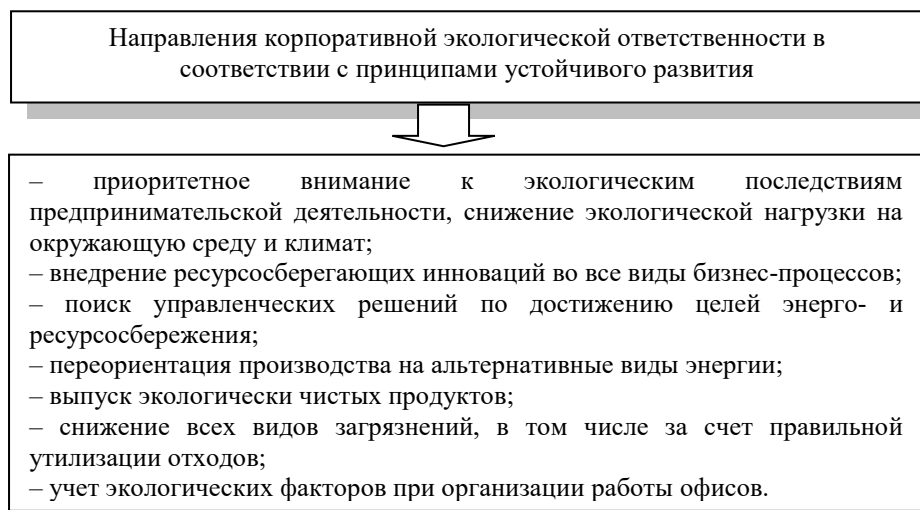 Направления корпоративной экологической ответственности в
соответствии с принципами устойчивого развития
– приоритетное внимание к экологическим последствиям
предпринимательской деятельности, снижение экологической нагрузки на
окружающую среду и климат;
– внедрение ресурсосберегающих инноваций во все виды бизнес-процессов;
– поиск управленческих решений по достижению целей энерго- и
ресурсосбережения;
– переориентация производства на альтернативные виды энергии;
– выпуск экологически чистых продуктов;
– снижение всех видов загрязнений, в том числе за счет правильной
утилизации отходов;
– учет экологических факторов при организации работы офисов.